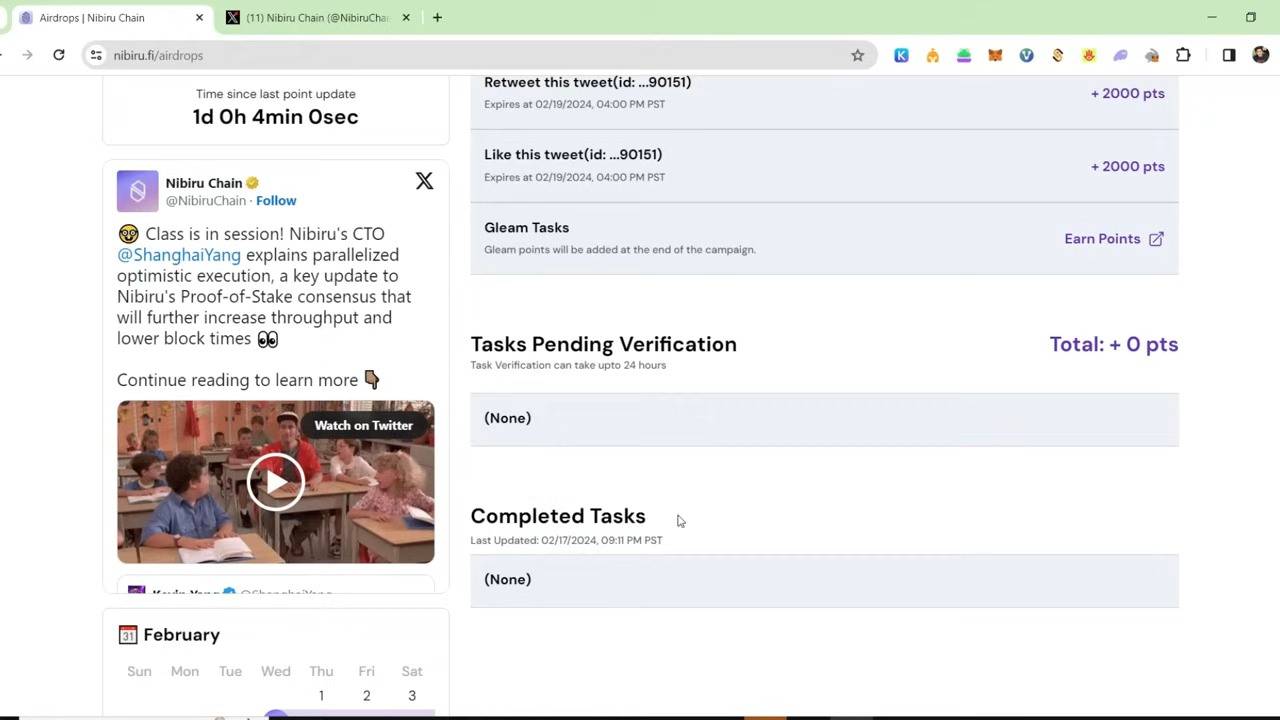 Airdrops | Nibiru Chain
(11) Nibiru Chain (@NibiruChai
nibiru.fi/airdrops
Time since last point update
1d 0h 4min 0sec
Nibiru Chain
@NibiruChain · Follow
🤓 Class is in session! Nibiru's CTO
@ShanghaiYang explains parallelized
optimistic execution, a key update to
Nibiru's Proof-of-Stake consensus that
will further increase throughput and
lower block times 👀
Continue reading to learn more 👇🏽
Watch on Twitter
Kevin Yang @ShanghaiYang
February
Sun Mon Tue Wed Thu Fri Sat
1 2 3
Retweet this tweet(id: ...90151)
+ 2000 pts
Expires at 02/19/2024, 04:00 PM PST
Like this tweet(id: ...90151)
+ 2000 pts
Expires at 02/19/2024, 04:00 PM PST
Gleam Tasks
Earn Points
Gleam points will be added at the end of the campaign.
Tasks Pending Verification
Total: + 0 pts
Task Verification can take upto 24 hours
(None)
Completed Tasks
Last Updated: 02/17/2024, 09:11 PM PST
(None)